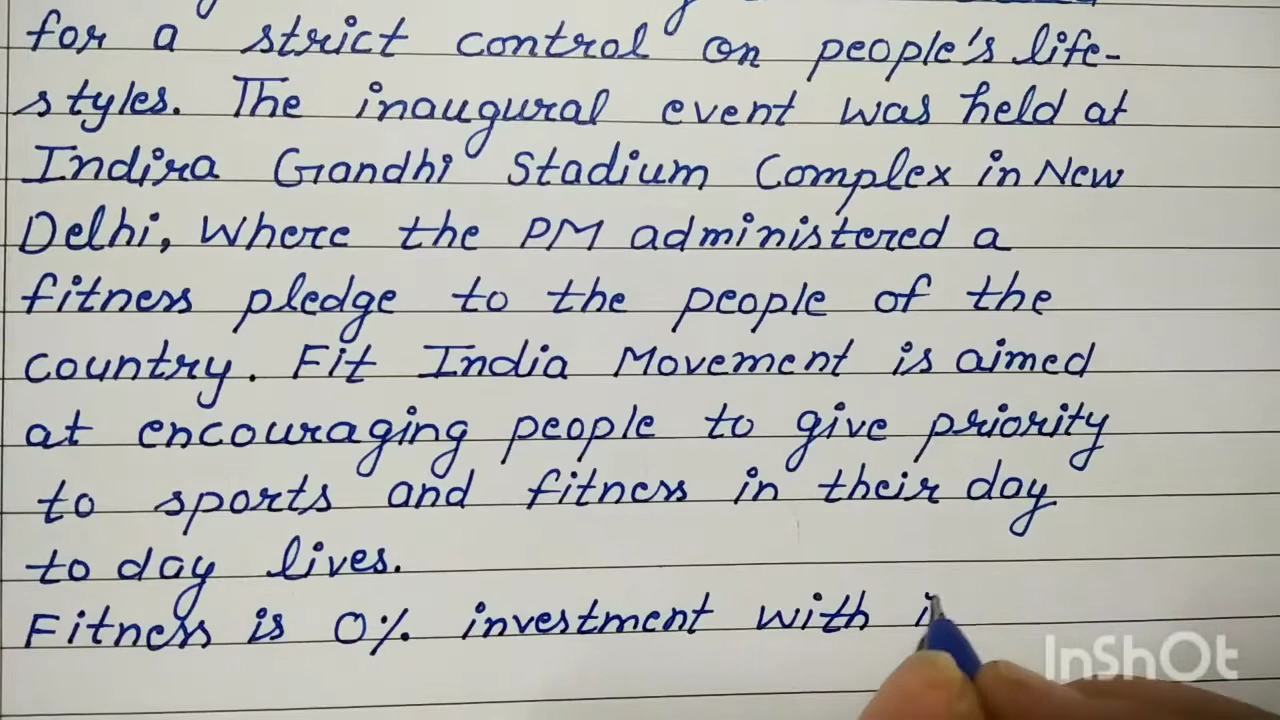 for a strict control on people's life-
styles. The inaugural event was held at
Indira Gandhi Stadium Complex in New
Delhi, where the PM administered a
fitness pledge to the people of the
country. Fit India Movement is aimed
at encouraging people to give priority
to sports and fitness in their day
to day lives.
Fitness is 0% investment with
InShOt